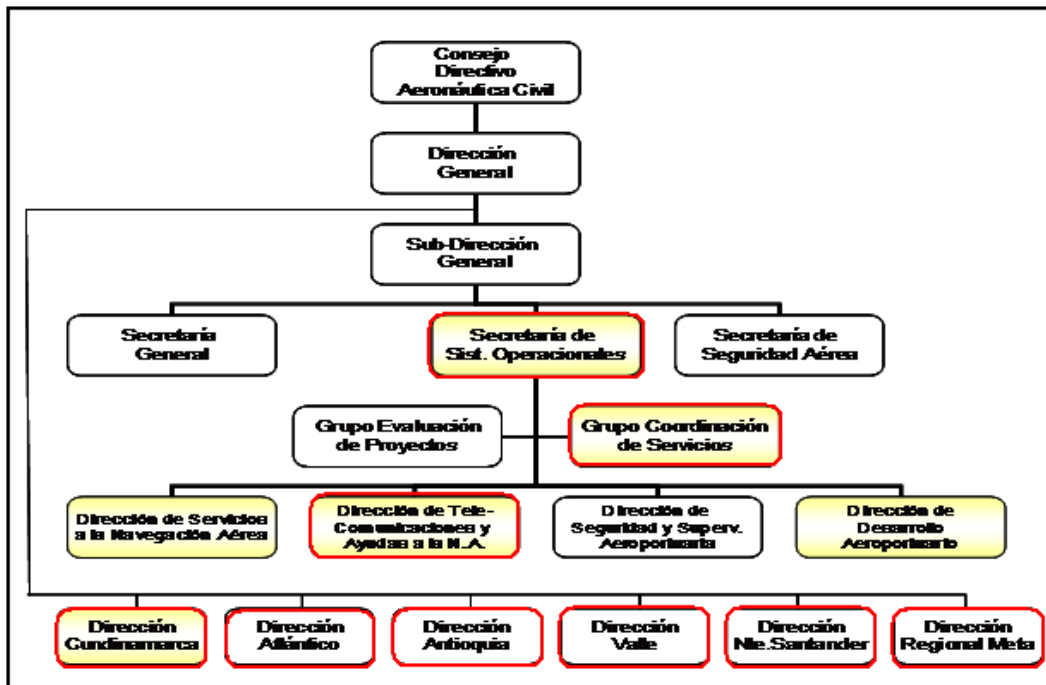 Consejo
Directivo
Aeronáutica Civil
Dirección
General
Sub-Dirección
General
Secretaría
General
Secretaría de
Sist. Operacionales
Secretaría de
Seguridad Aérea
Grupo Evaluación
de Proyectos
Grupo Coordinación
de Servicios
Dirección de Servicios
a la Navegación Aérea
Dirección de Tele-
Comunicaciones y
Ayudas a la N.A.
Dirección de
Seguridad y Superv.
Aeroportuaria
Dirección de
Desarrollo
Aeroportuario
Dirección
Cundinamarca
Dirección
Atlántico
Dirección
Antioquia
Dirección
Valle
Dirección
Nte.Santander
Dirección
Regional Meta